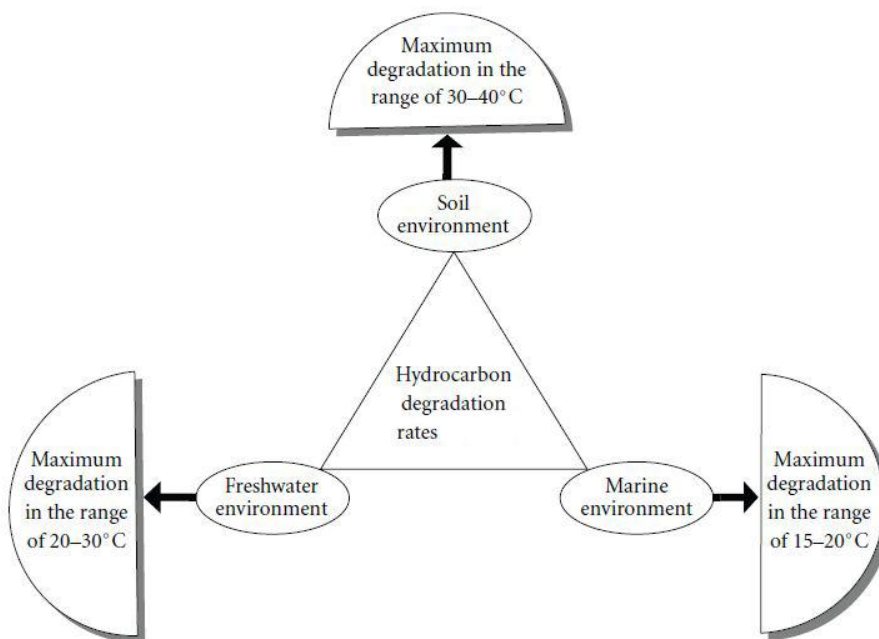 Maximum
degradation in the
range of 30–40°C
Soil
environment
Hydrocarbon
degradation
rates
Maximum
degradation
in the range
of 20–30°C
Freshwater
environment
Marine
environment
Maximum
degradation
in the range
of 15–20°C